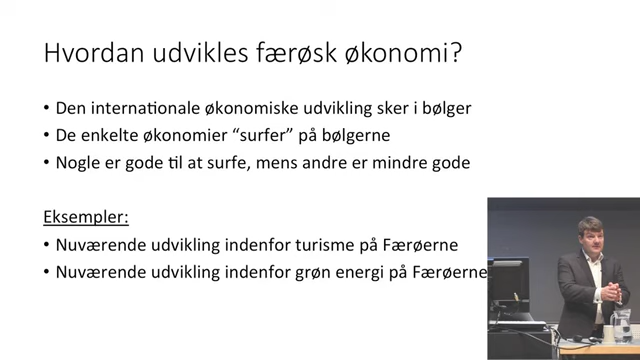 Hvordan udvikles færøsk økonomi?
• Den internationale økonomiske udvikling sker i bølger
• De enkelte økonomier “surfer” på bølgerne
• Nogle er gode til at surfe, mens andre er mindre gode
Eksempler:
• Nuværende udvikling indenfor turisme på Færøerne
• Nuværende udvikling indenfor grøn energi på Færøerne